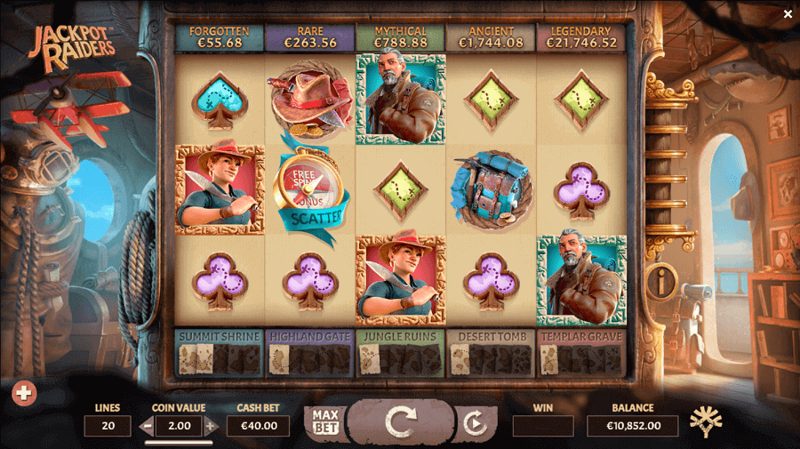 JACKPOT
RAIDERS
FORGOTTEN RARE MYTHICAL ANCIENT LEGENDARY
€55.68 €263.56 €788.88 €1,744.08 €21,746.52
FREE
SPINS
BONUS
SCATTER
SUMMIT SHRINE HIGHLAND GATE JUNGLE RUINS DESERT TOMB TEMPLAR GRAVE
LINES COIN VALUE CASH BET MAX BET WIN BALANCE
20 - 2.00 + €40.00 €10,852.00